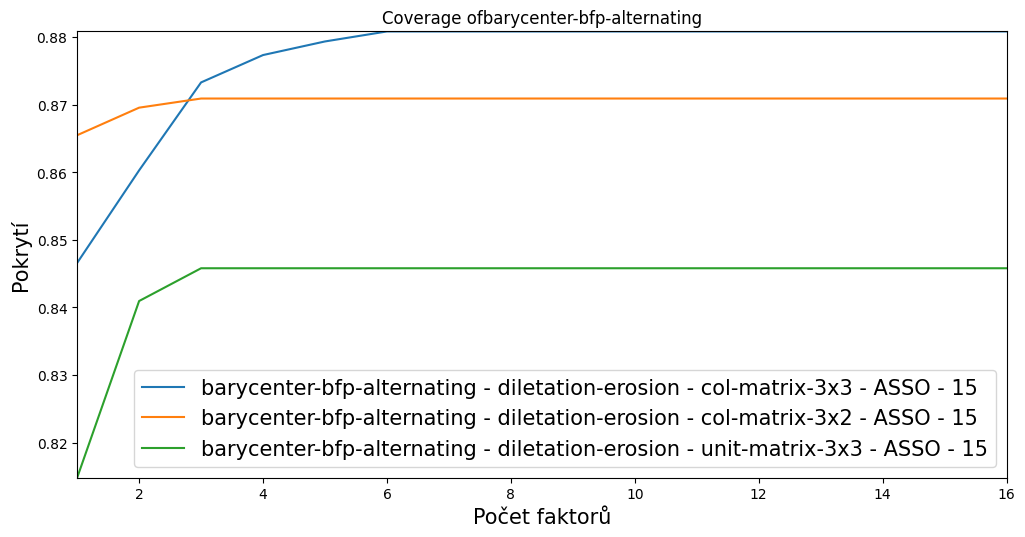 Coverage ofbarycenter-bfp-alternating
0.88
0.87
0.86
0.85
0.84
0.83
0.82
Pokrytí
barycenter-bfp-alternating - diletation-erosion - col-matrix-3x3 - ASSO - 15
barycenter-bfp-alternating - diletation-erosion - col-matrix-3x2 - ASSO - 15
barycenter-bfp-alternating - diletation-erosion - unit-matrix-3x3 - ASSO - 15
2 4 6 8 10 12 14 16
Počet faktorů